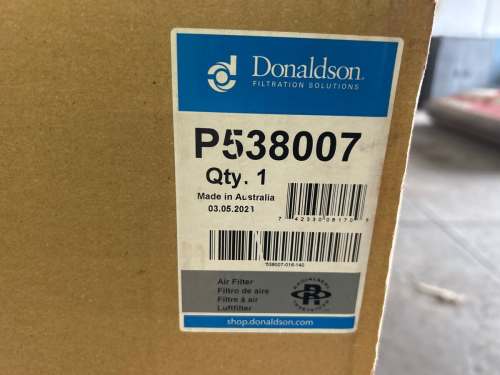 Donaldson
FILTRATION SOLUTIONS
P538007
Qty. 1
Made in Australia
03.05.2021
Air Filter
Filtro de aire
Filtre à air
Luftfilter
shop.donaldson.com